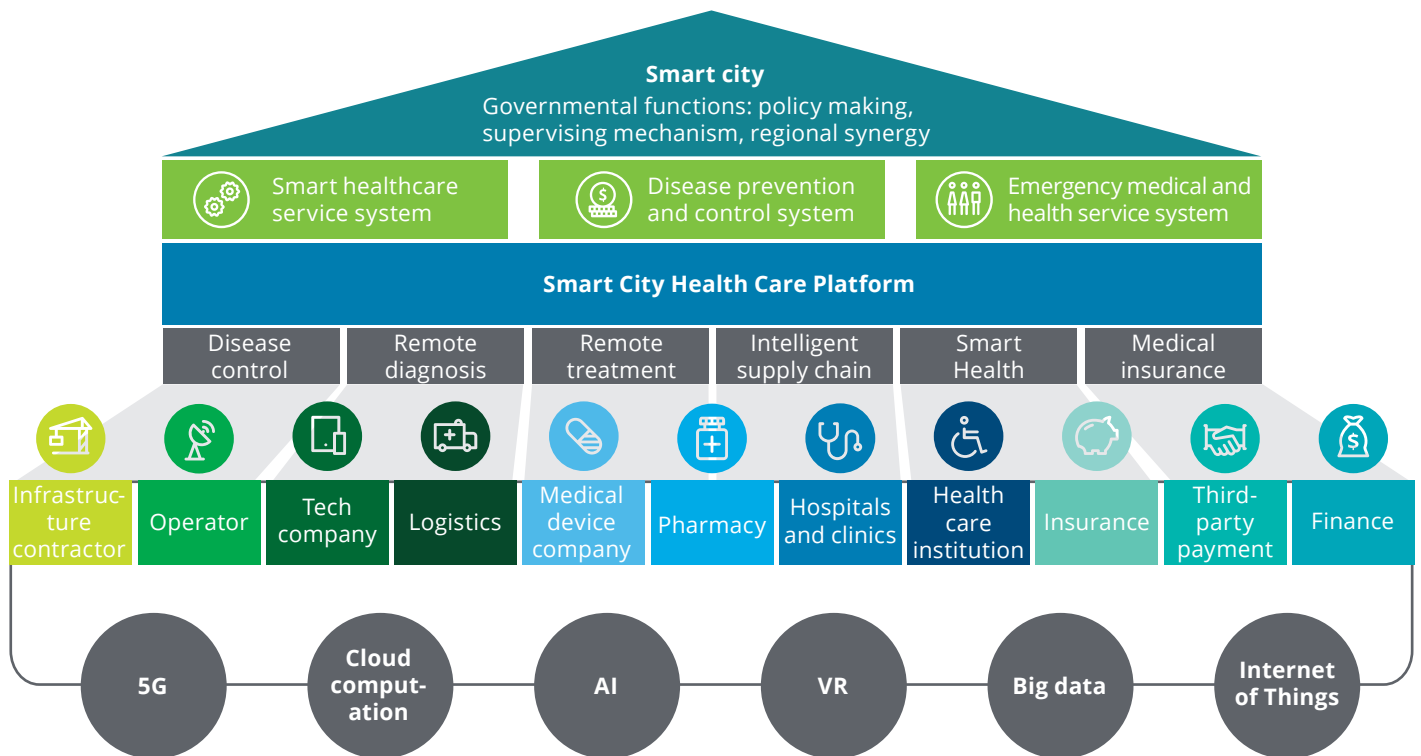 Smart city
Governmental functions: policy making,
supervising mechanism, regional synergy
Smart healthcare
service system
$
Disease prevention
and control system
Emergency medical and
health service system
Smart City Health Care Platform
Disease
control
Remote
diagnosis
Remote
treatment
Intelligent
supply chain
Smart
Health
Medical
insurance
$
Infrastruc-
ture
contractor
Operator
Tech
company
Logistics
Medical
device
company
Pharmacy
Hospitals
and clinics
Health
care
institution
Insurance
Third-
party
payment
Finance
5G
Cloud
comput-
ation
AI
VR
Big data
Internet
of Things